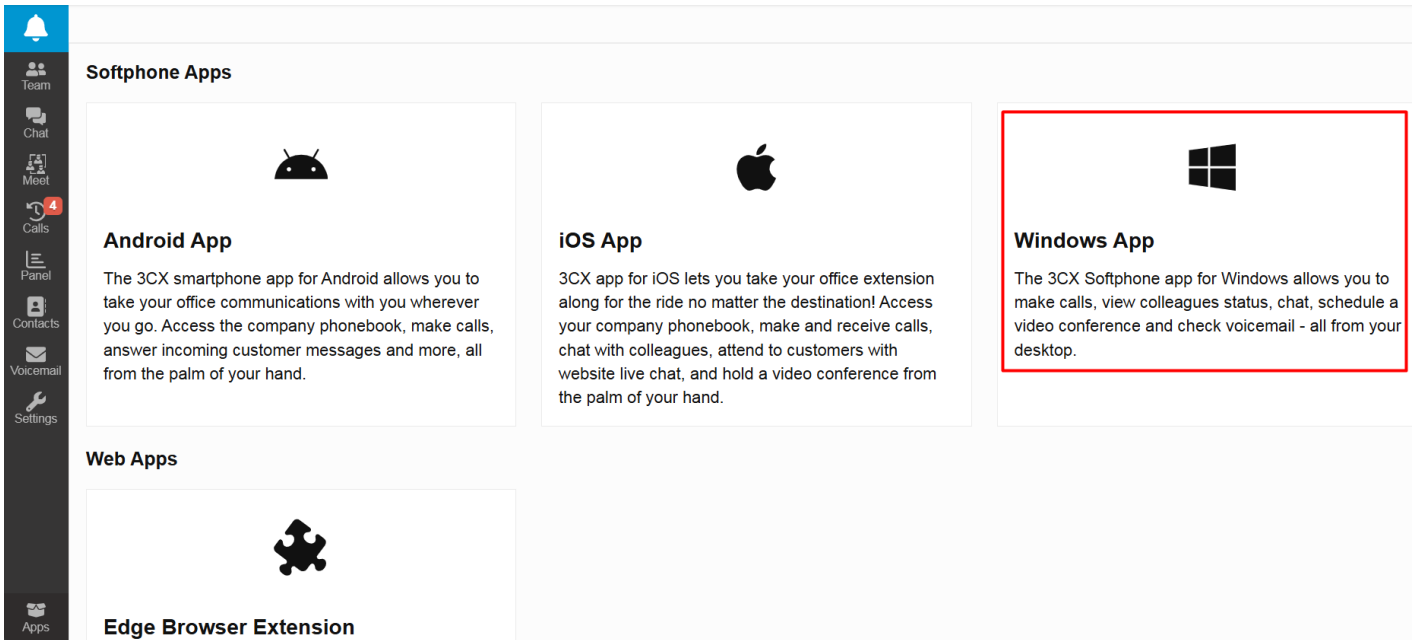 Team
Chat
Meet
4
Calls
Panel
Contacts
Voicemail
Settings
Apps
Softphone Apps
Android App
The 3CX smartphone app for Android allows you to
take your office communications with you wherever
you go. Access the company phonebook, make calls,
answer incoming customer messages and more, all
from the palm of your hand.
iOS App
3CX app for iOS lets you take your office extension
along for the ride no matter the destination! Access
your company phonebook, make and receive calls,
chat with colleagues, attend to customers with
website live chat, and hold a video conference from
the palm of your hand.
Windows App
The 3CX Softphone app for Windows allows you to
make calls, view colleagues status, chat, schedule a
video conference and check voicemail - all from your
desktop.
Web Apps
Edge Browser Extension